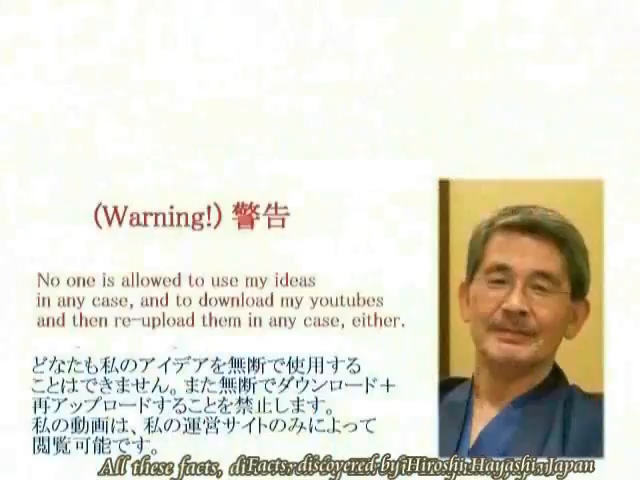 (Warning!) 警告
No one is allowed to use my ideas
in any case, and to download my youtubes
and then re-upload them in any case, either.
どなたも私のアイデアを無断で使用する
ことはできません。また無断でダウンロード＋
再アップロードすることを禁止します。
私の動画は、私の運営サイトのみによって
閲覧可能です。
All these facts, Facts discovered by Hiroshi Hayashi, Japan